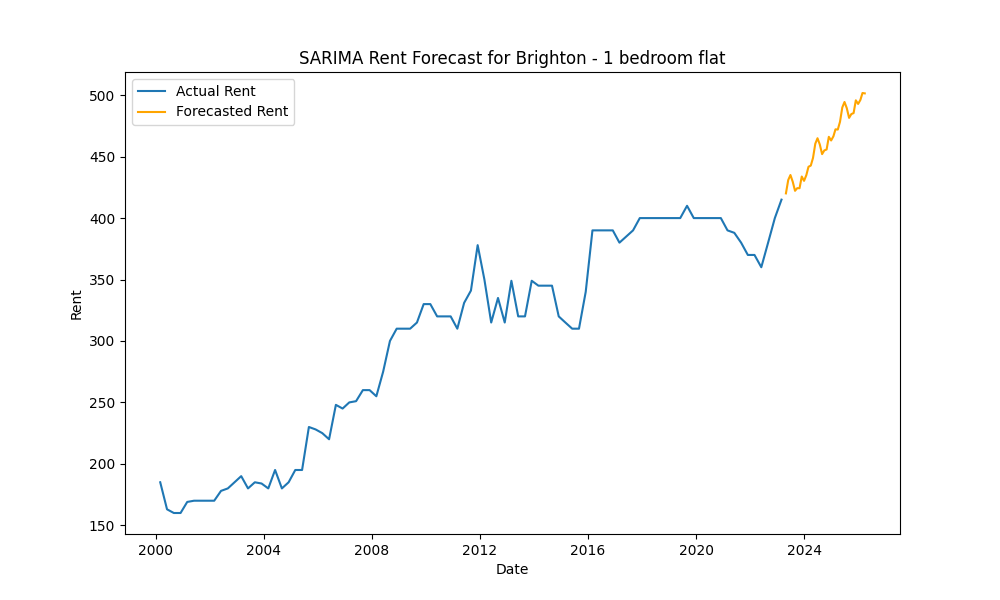 SARIMA Rent Forecast for Brighton - 1 bedroom flat
Actual Rent
Forecasted Rent
500
450
400
350
300
250
200
150
Rent
2000 2004 2008 2012 2016 2020 2024
Date